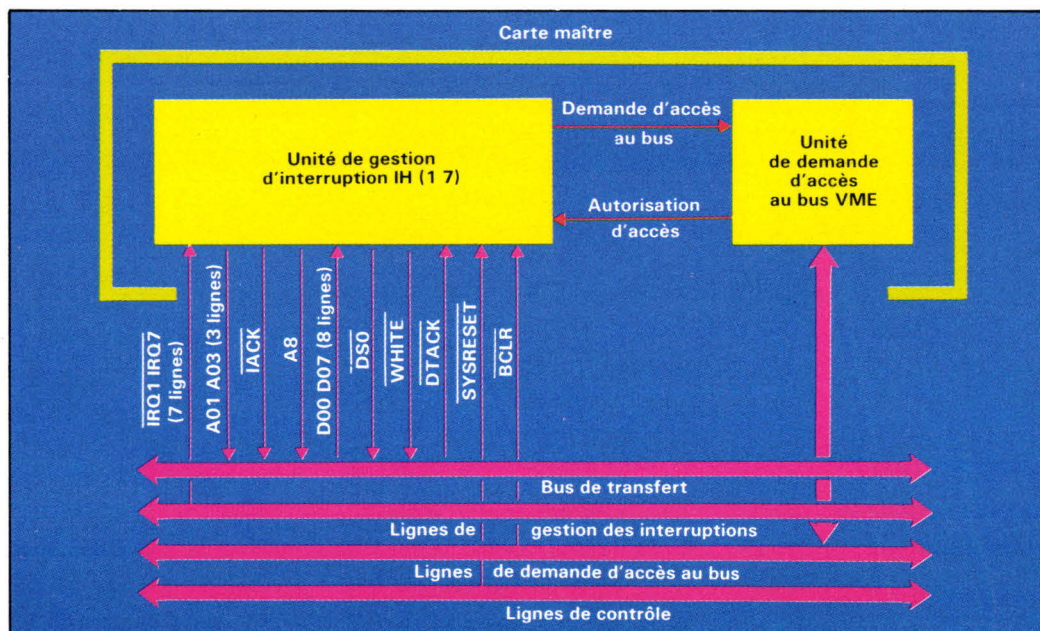 Carte maître
Unité de gestion
d'interruption IH (1 7)
Demande d'accès
au bus
Autorisation
d'accès
Unité
de demande
d'accès
au bus VME
IRQ1 IRQ7
(7 lignes)
A01 A03 (3 lignes)
IACK
A8
D00 D07 (8 lignes)
DS0
WHITE
DTACK
SYSRESET
BCLR
Bus de transfert
Lignes de gestion des interruptions
Lignes de demande d'accès au bus
Lignes de contrôle